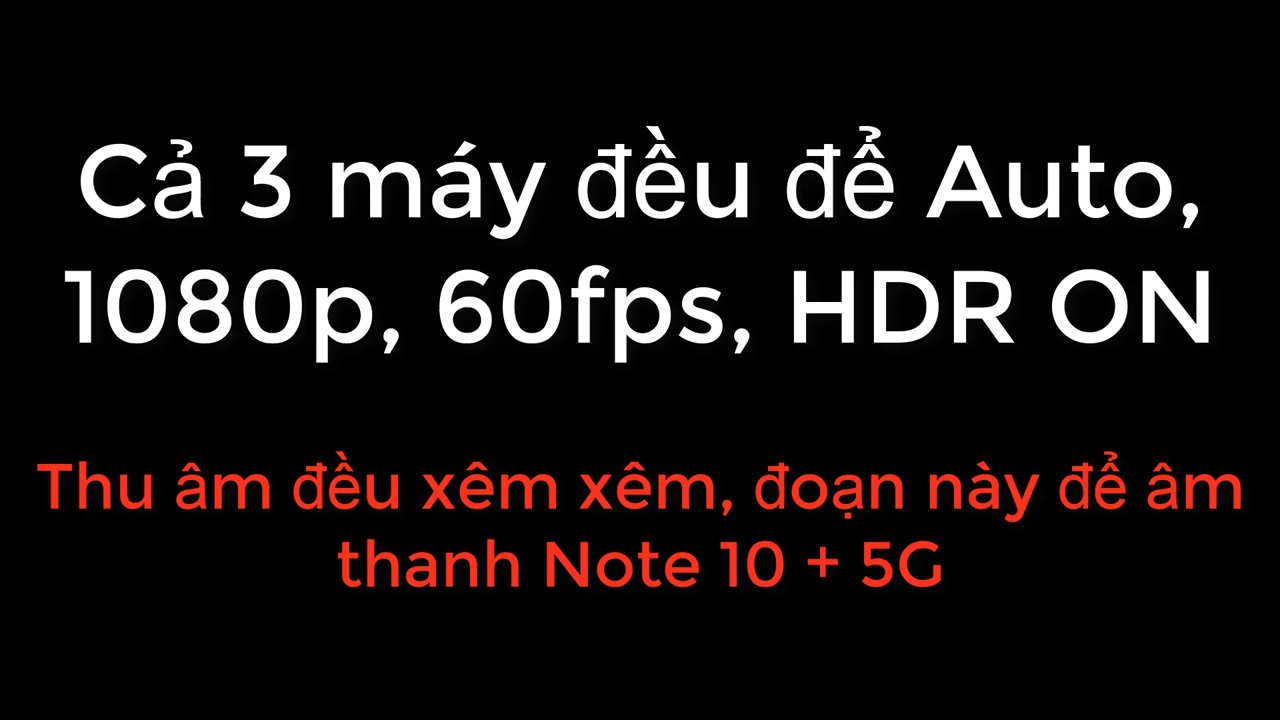 Cả 3 máy đều để Auto,
1080p, 60fps, HDR ON
Thu âm đều xêm xêm, đoạn này để âm
thanh Note 10 + 5G